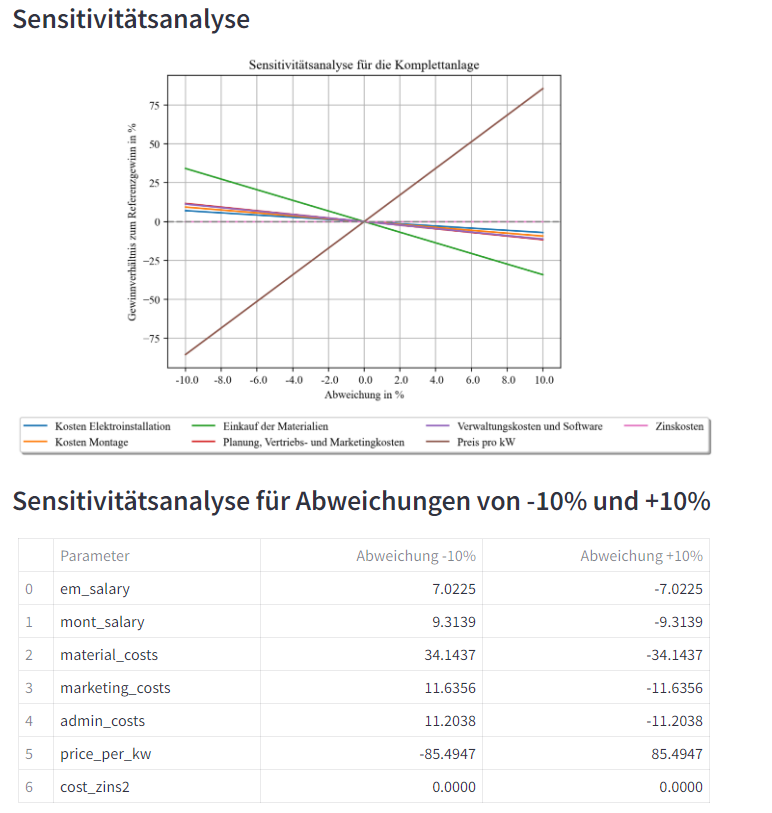 Sensitivitätsanalyse
Sensitivitätsanalyse für die Komplettanlage
Gewinnverhältnis zum Referenzgewinn in %
75
50
25
0
−25
−50
−75
-10.0 -8.0 -6.0 -4.0 -2.0 0.0 2.0 4.0 6.0 8.0 10.0
Abweichung in %
Kosten Elektroinstallation Einkauf der Materialien Verwaltungskosten und Software Zinskosten
Kosten Montage Planung, Vertriebs- und Marketingkosten Preis pro kW
Sensitivitätsanalyse für Abweichungen von -10% und +10%
Parameter Abweichung -10% Abweichung +10%
0 em_salary 7.0225 -7.0225
1 mont_salary 9.3139 -9.3139
2 material_costs 34.1437 -34.1437
3 marketing_costs 11.6356 -11.6356
4 admin_costs 11.2038 -11.2038
5 price_per_kw -85.4947 85.4947
6 cost_zins2 0.0000 0.0000